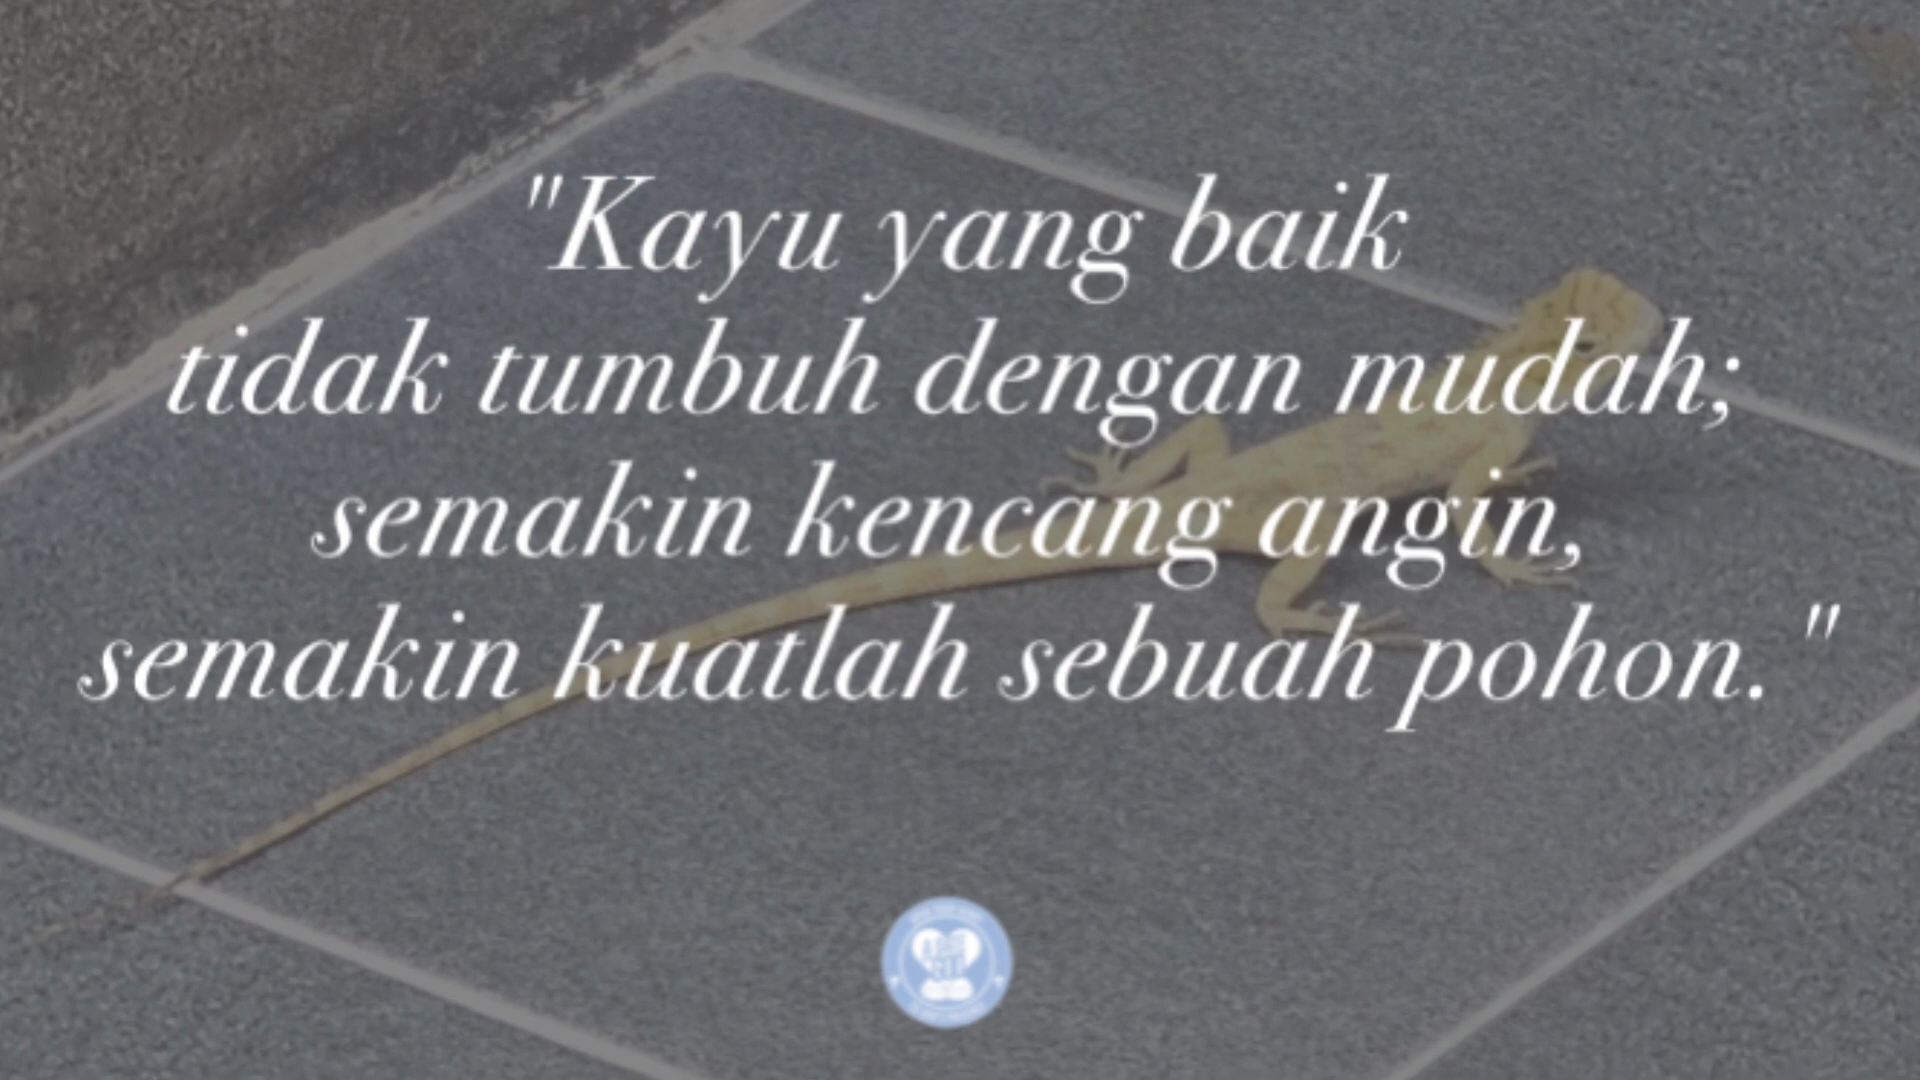 "Kayu yang baik
tidak tumbuh dengan mudah;
semakin kencang angin,
semakin kuatlah sebuah pohon."